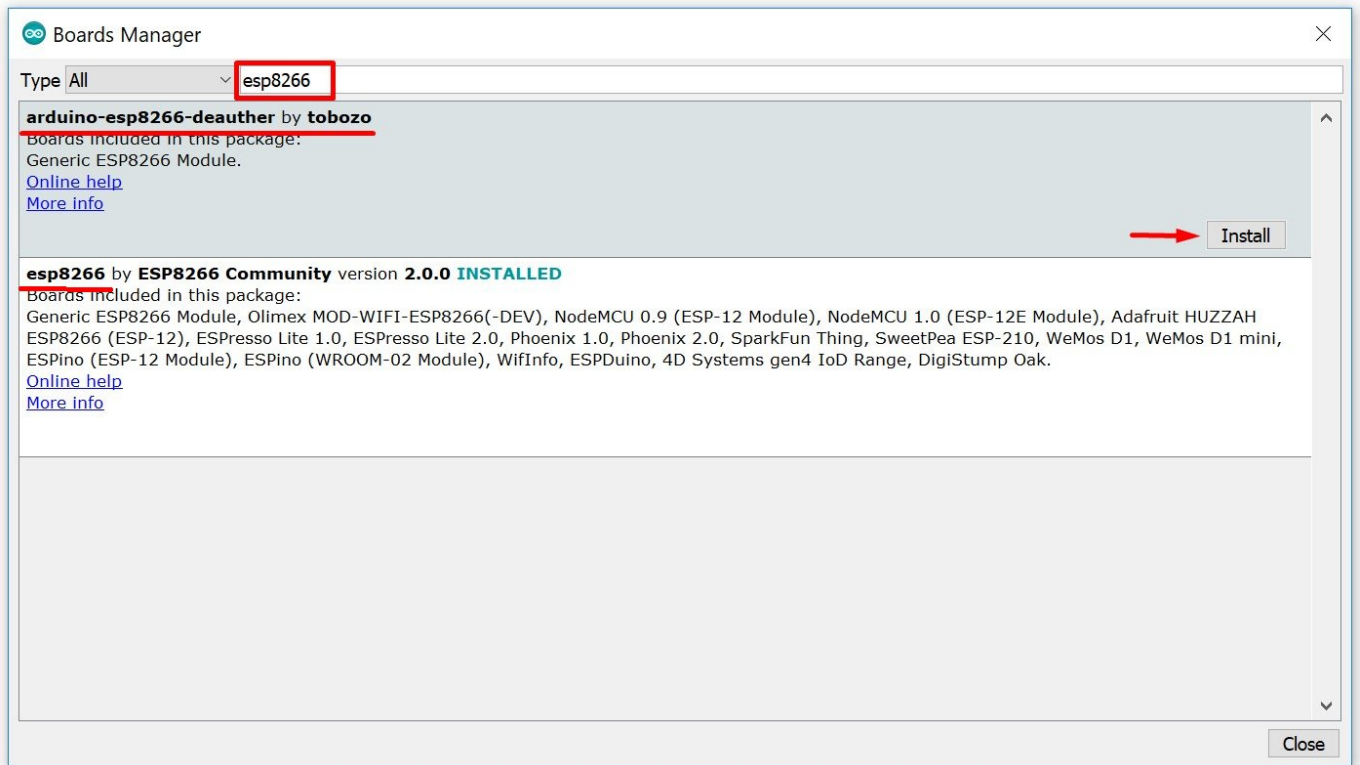 Boards Manager
Type All esp8266
arduino-esp8266-deauther by tobozo
Boards included in this package:
Generic ESP8266 Module.
Online help
More info
Install
esp8266 by ESP8266 Community version 2.0.0 INSTALLED
Boards included in this package:
Generic ESP8266 Module, Olimex MOD-WIFI-ESP8266(-DEV), NodeMCU 0.9 (ESP-12 Module), NodeMCU 1.0 (ESP-12E Module), Adafruit HUZZAH
ESP8266 (ESP-12), ESPresso Lite 1.0, ESPresso Lite 2.0, Phoenix 1.0, Phoenix 2.0, SparkFun Thing, SweetPea ESP-210, WeMos D1, WeMos D1 mini,
ESPino (ESP-12 Module), ESPino (WROOM-02 Module), WifInfo, ESPDuino, 4D Systems gen4 IoD Range, DigiStump Oak.
Online help
More info
Close